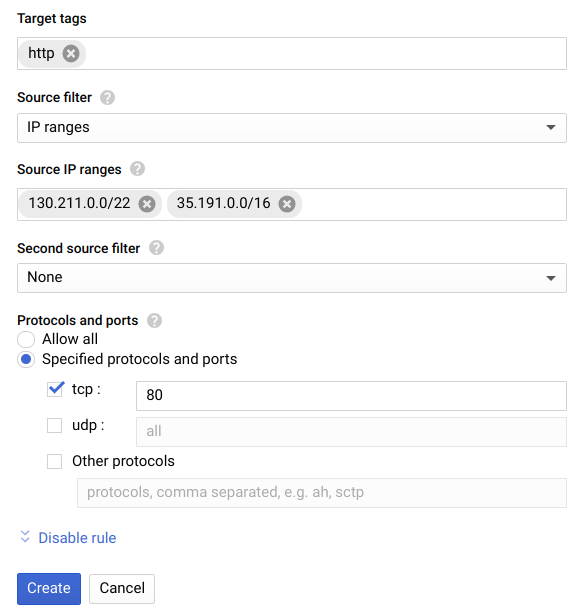 Target tags
http
Source filter ?
IP ranges
Source IP ranges ?
130.211.0.0/22 35.191.0.0/16
Second source filter ?
None
Protocols and ports ?
Allow all
Specified protocols and ports
tcp : 80
udp : all
Other protocols
protocols, comma separated, e.g. ah, sctp
Disable rule
Create Cancel